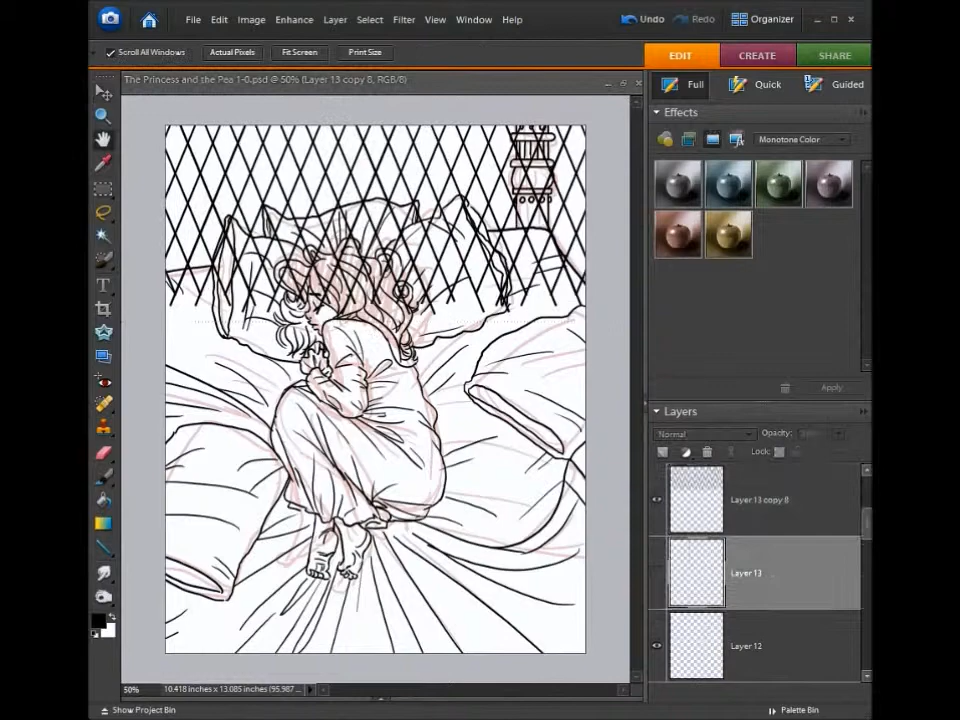 File Edit Image Enhance Layer Select Filter View Window Help Undo Redo Organizer
Scroll All Windows Actual Pixels Fit Screen Print Size EDIT CREATE SHARE
The Princess and the Pea 1-0.psd @ 50% (Layer 13 copy 8, RGB/8)
Full Quick Guided
Effects
Monotone Color
Apply
Layers
Normal Opacity:
Lock:
Layer 13 copy 8
Layer 13
Layer 12
50% 10.418 inches x 13.085 inches (95.987 ...
Show Project Bin Palette Bin